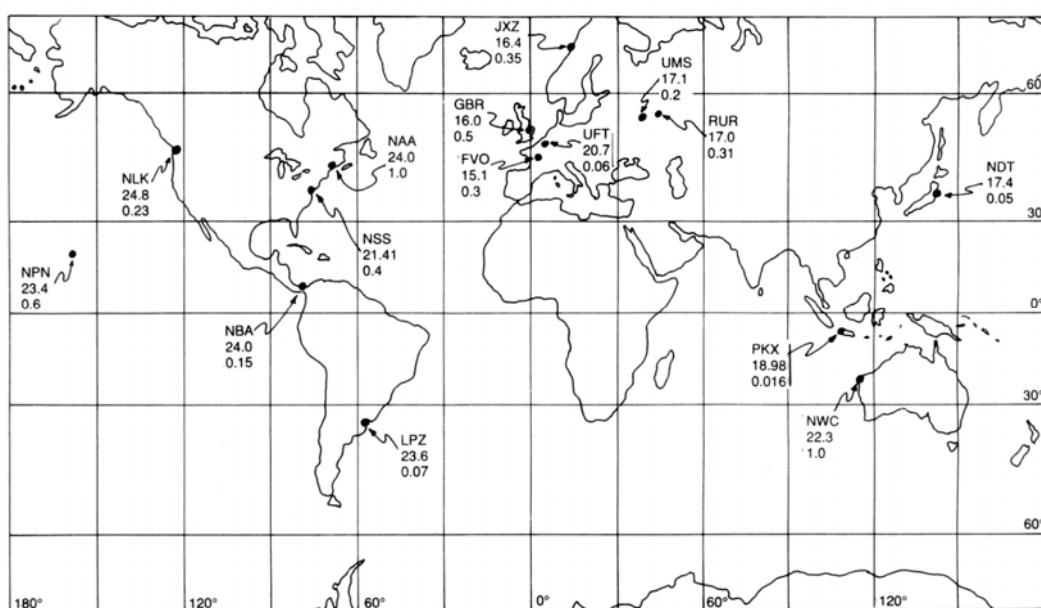 JXZ
16.4
0.35
UMS
17.1
0.2
GBR
16.0
0.5
RUR
17.0
0.31
UFT
20.7
0.06
FVO
15.1
0.3
NAA
24.0
1.0
NLK
24.8
0.23
NDT
17.4
0.05
NSS
21.41
0.4
NPN
23.4
0.6
NBA
24.0
0.15
PKX
18.98
0.016
NWC
22.3
1.0
LPZ
23.6
0.07
60°
30°
0°
30°
60°
180°
120°
60°
0°
60°
120°